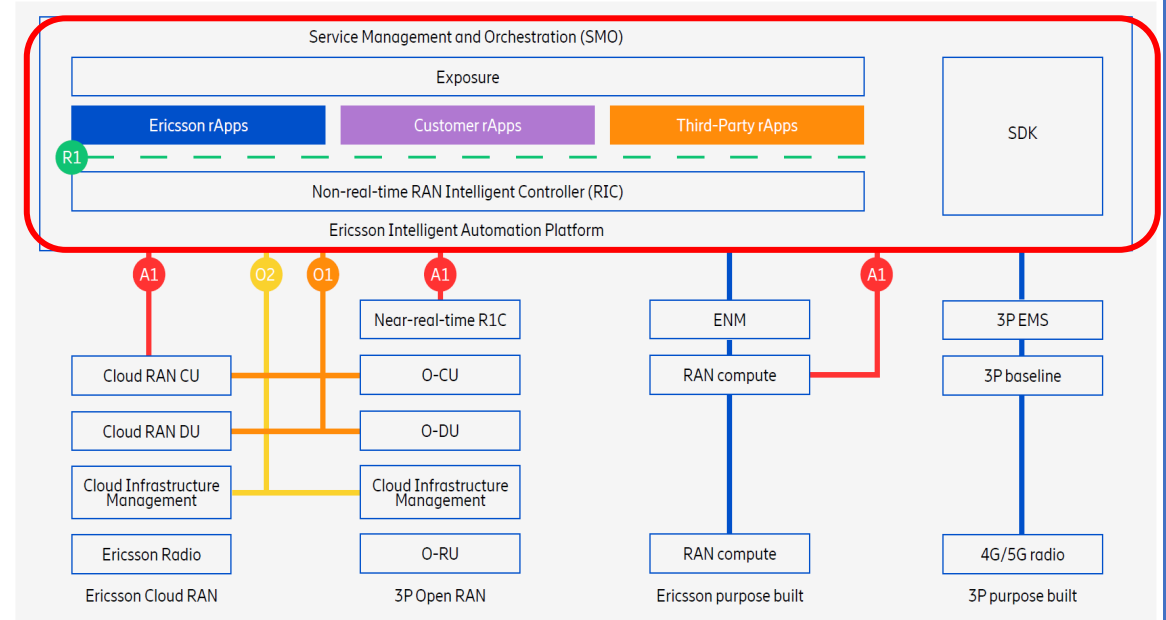 Service Management and Orchestration (SMO)
Exposure
Ericsson rApps
Customer rApps
Third-Party rApps
SDK
R1
Non-real-time RAN Intelligent Controller (RIC)
Ericsson Intelligent Automation Platform
A1
O2
O1
A1
A1
Near-real-time R1C
ENM
3P EMS
Cloud RAN CU
O-CU
RAN compute
3P baseline
Cloud RAN DU
O-DU
Cloud Infrastructure
Management
Cloud Infrastructure
Management
Ericsson Radio
O-RU
RAN compute
4G/5G radio
Ericsson Cloud RAN
3P Open RAN
Ericsson purpose built
3P purpose built